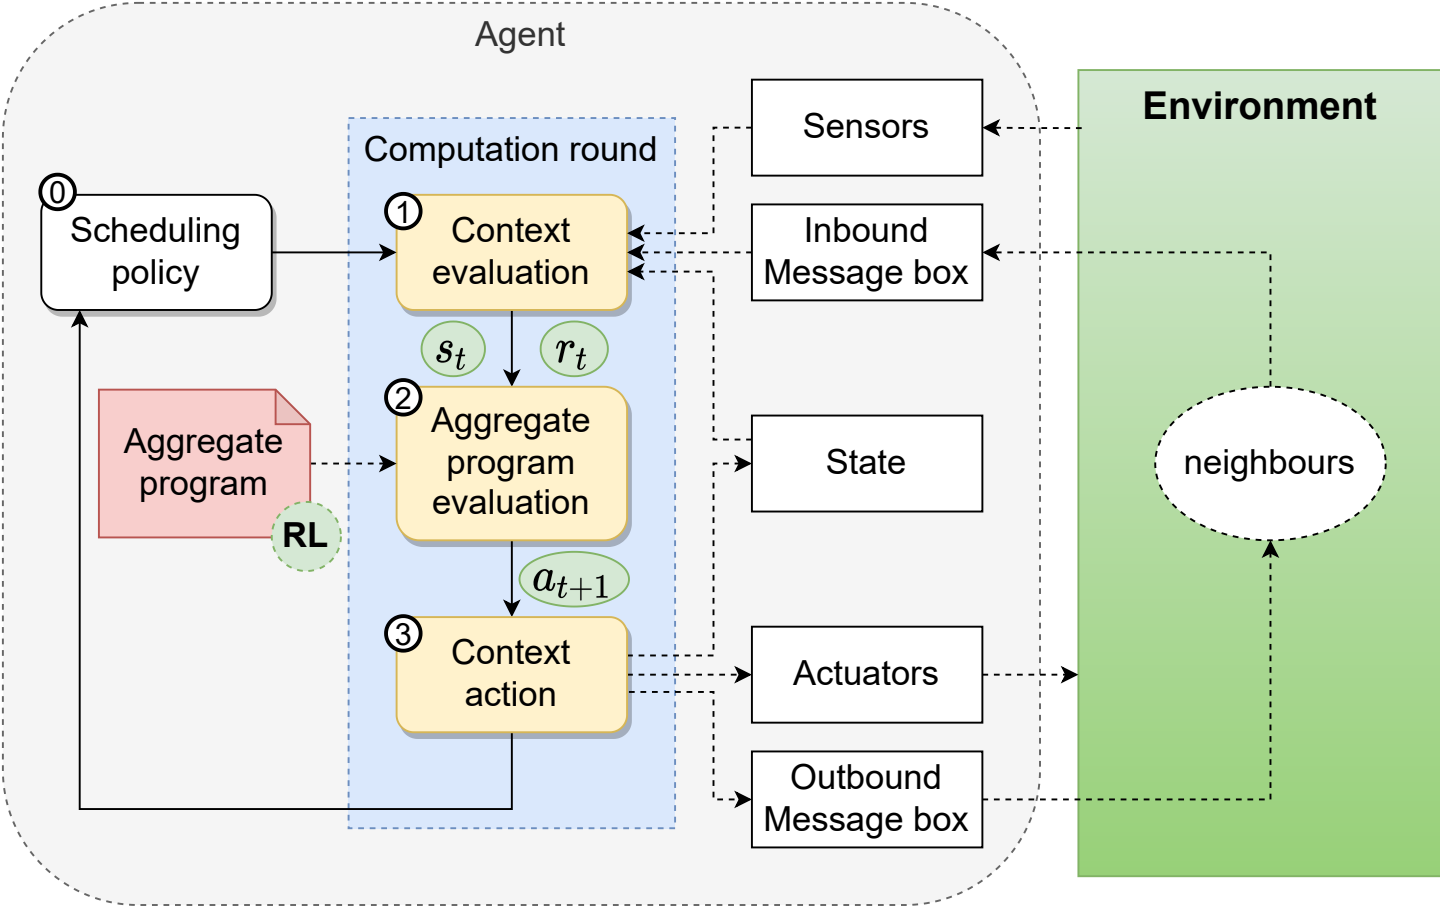 Agent
Environment
Sensors
Computation round
0
Scheduling
policy
1
Context
evaluation
Inbound
Message box
s_t
r_t
2
Aggregate
program
evaluation
Aggregate
program
RL
State
neighbours
a_{t+1}
3
Context
action
Actuators
Outbound
Message box